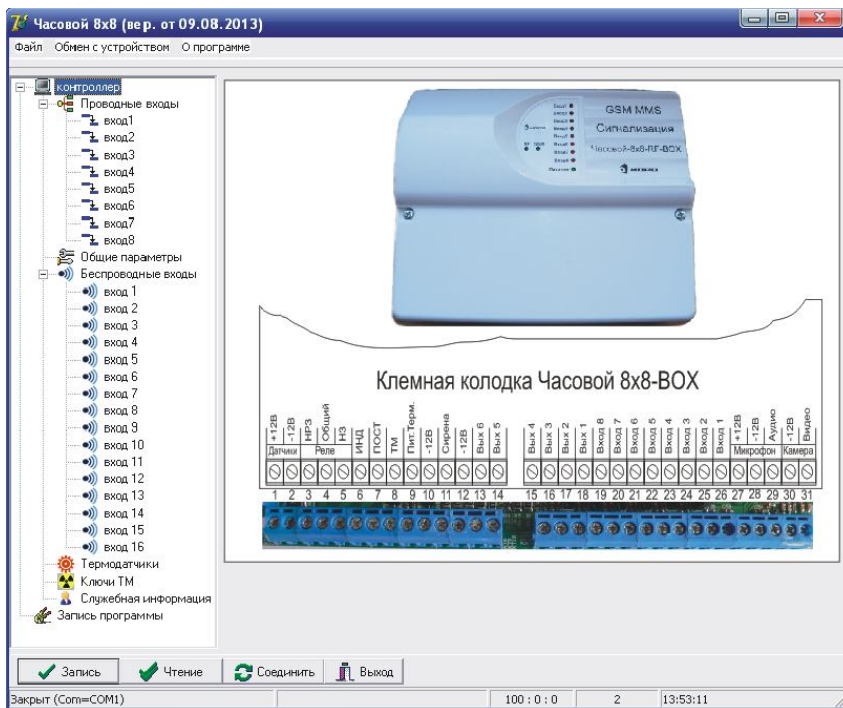 Часовой 8x8 (вер. от 09.08.2013)
Файл Обмен с устройством О программе
контроллер
Проводные входы
вход1
вход2
вход3
вход4
вход5
вход6
вход7
вход8
Общие параметры
Беспроводные входы
вход 1
вход 2
вход 3
вход 4
вход 5
вход 6
вход 7
вход 8
вход 9
вход 10
вход 11
вход 12
вход 13
вход 14
вход 15
вход 16
Термодатчики
Ключи ТМ
Служебная информация
Запись программы
GSM MMS
Сигнализация
Часовой-8x8-RF-BOX
Клемная колодка Часовой 8x8-BOX
+12В -12В НРЗ Общий НЗ ИНД ПОСТ ТМ Пит.Терм. -12В Сирена -12В Вых 6 Вых 5 Вых 4 Вых 3 Вых 2 Вых 1 Вход 8 Вход 7 Вход 6 Вход 5 Вход 4 Вход 3 Вход 2 Вход 1 +12В -12В Аудио -12В Видео
Датчики Реле Микрофон Камера
1 2 3 4 5 6 7 8 9 10 11 12 13 14 15 16 17 18 19 20 21 22 23 24 25 26 27 28 29 30 31
Запись Чтение Соединить Выход
Закрыт (Com=COM1) 100 : 0 : 0 2 13:53:11